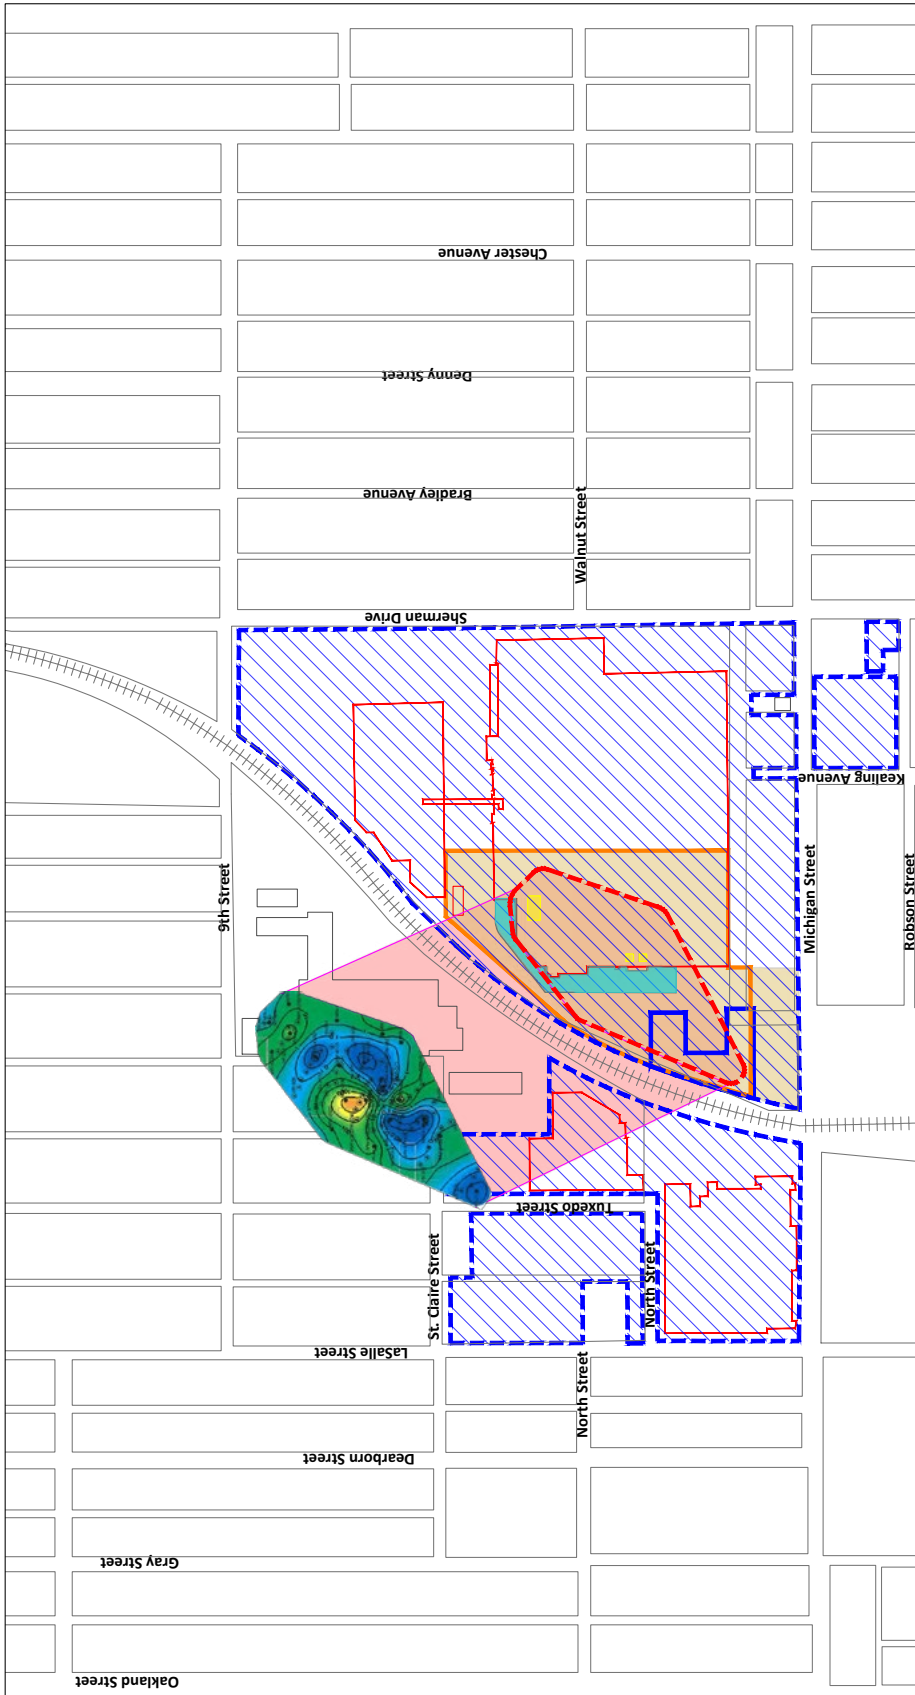 Chester Avenue
Denny Street
Bradley Avenue
Walnut Street
Sherman Drive
Kealing Avenue
9th Street
Michigan Street
Robson Street
Tuxedo Street
St. Claire Street
North Street
LaSalle Street
North Street
Dearborn Street
Gray Street
Oakland Street